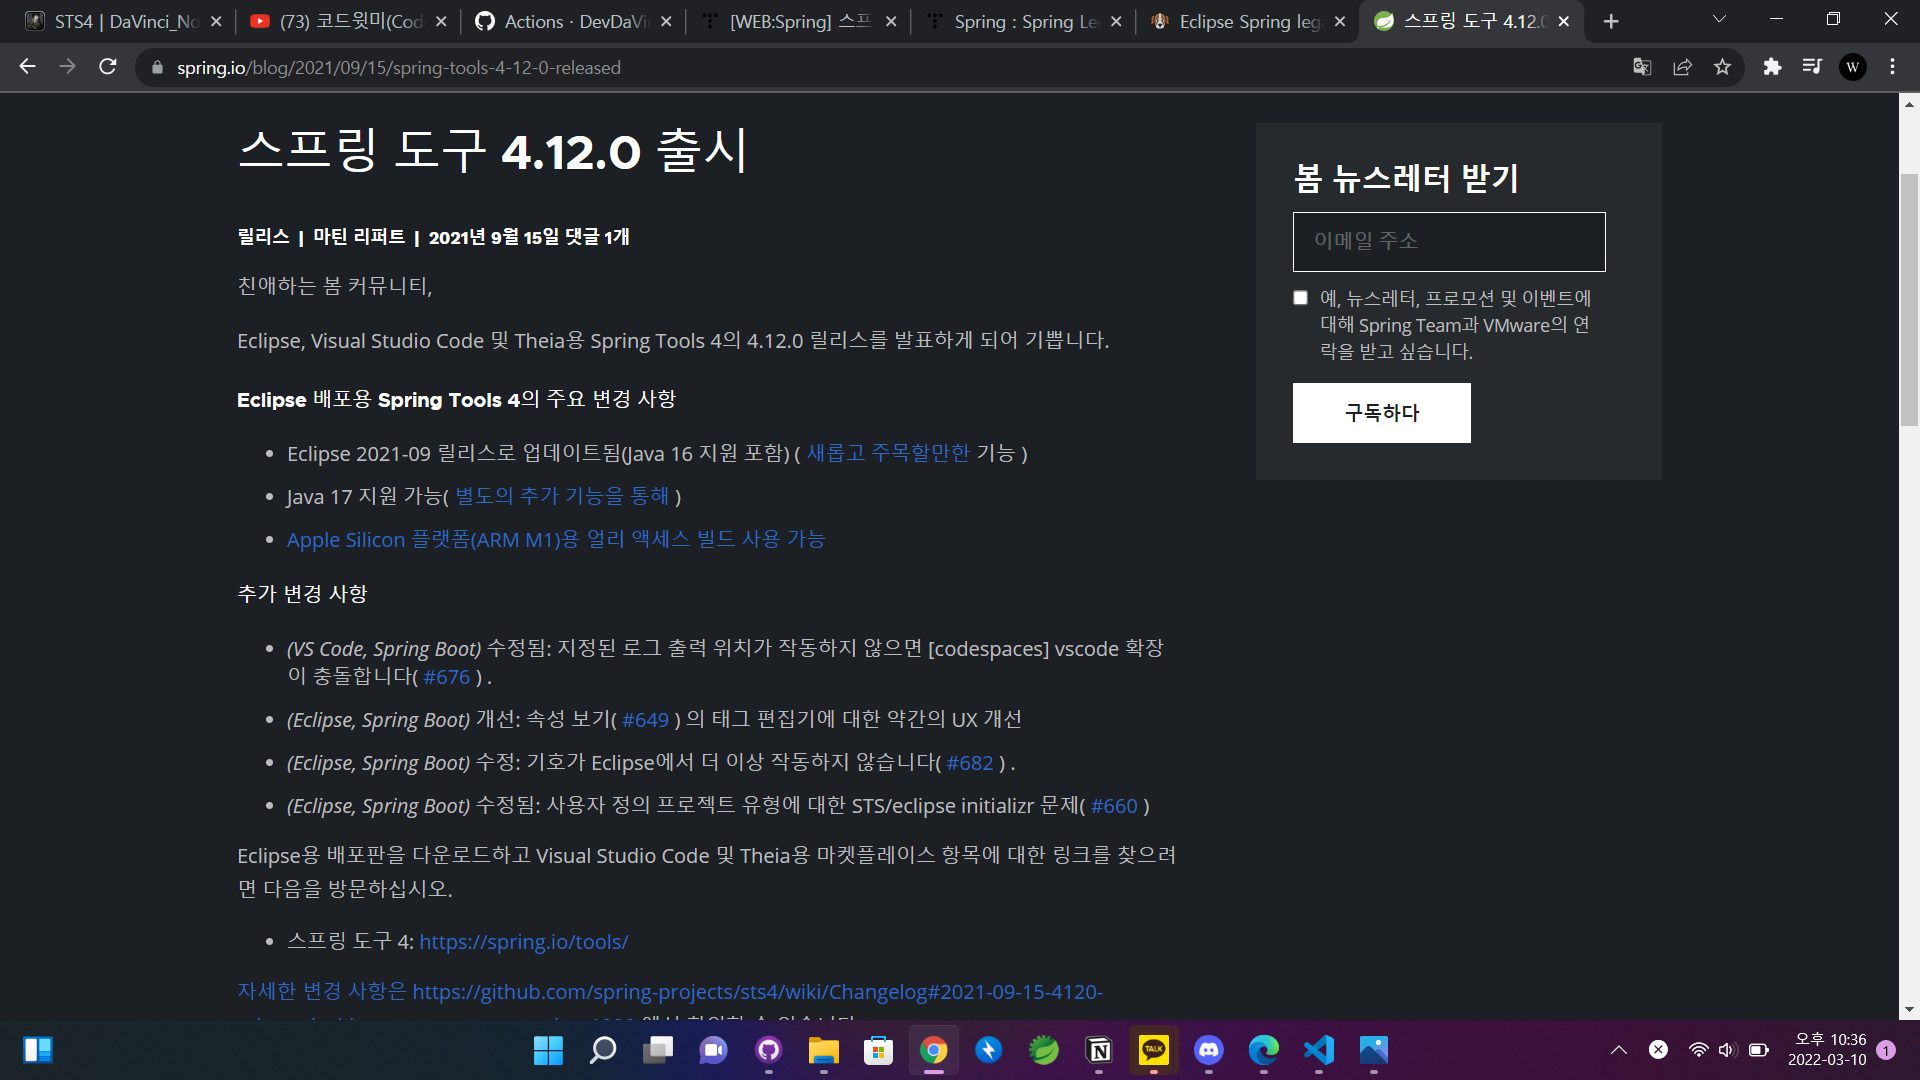 STS4 | DaVinci_No
(73) 코드윗미(Cod
Actions · DevDaVi
[WEB:Spring] 스프
Spring : Spring Le
Eclipse Spring leg
스프링 도구 4.12.0
spring.io/blog/2021/09/15/spring-tools-4-12-0-released
W
스프링 도구 4.12.0 출시
릴리스 | 마틴 리퍼트 | 2021년 9월 15일 댓글 1개
친애하는 봄 커뮤니티,
Eclipse, Visual Studio Code 및 Theia용 Spring Tools 4의 4.12.0 릴리스를 발표하게 되어 기쁩니다.
Eclipse 배포용 Spring Tools 4의 주요 변경 사항
• Eclipse 2021-09 릴리스로 업데이트됨(Java 16 지원 포함) ( 새롭고 주목할만한 기능 )
• Java 17 지원 가능( 별도의 추가 기능을 통해 )
• Apple Silicon 플랫폼(ARM M1)용 얼리 액세스 빌드 사용 가능
추가 변경 사항
• (VS Code, Spring Boot) 수정됨: 지정된 로그 출력 위치가 작동하지 않으면 [codespaces] vscode 확장
이 충돌합니다( #676 ) .
• (Eclipse, Spring Boot) 개선: 속성 보기( #649 ) 의 태그 편집기에 대한 약간의 UX 개선
• (Eclipse, Spring Boot) 수정: 기호가 Eclipse에서 더 이상 작동하지 않습니다( #682 ) .
• (Eclipse, Spring Boot) 수정됨: 사용자 정의 프로젝트 유형에 대한 STS/eclipse initializr 문제( #660 )
Eclipse용 배포판을 다운로드하고 Visual Studio Code 및 Theia용 마켓플레이스 항목에 대한 링크를 찾으려
면 다음을 방문하십시오.
• 스프링 도구 4: https://spring.io/tools/
자세한 변경 사항은 https://github.com/spring-projects/sts4/wiki/Changelog#2021-09-15-4120-
봄 뉴스레터 받기
이메일 주소
예, 뉴스레터, 프로모션 및 이벤트에
대해 Spring Team과 VMware의 연
락을 받고 싶습니다.
구독하다
TALK
오후 10:36
2022-03-10
1